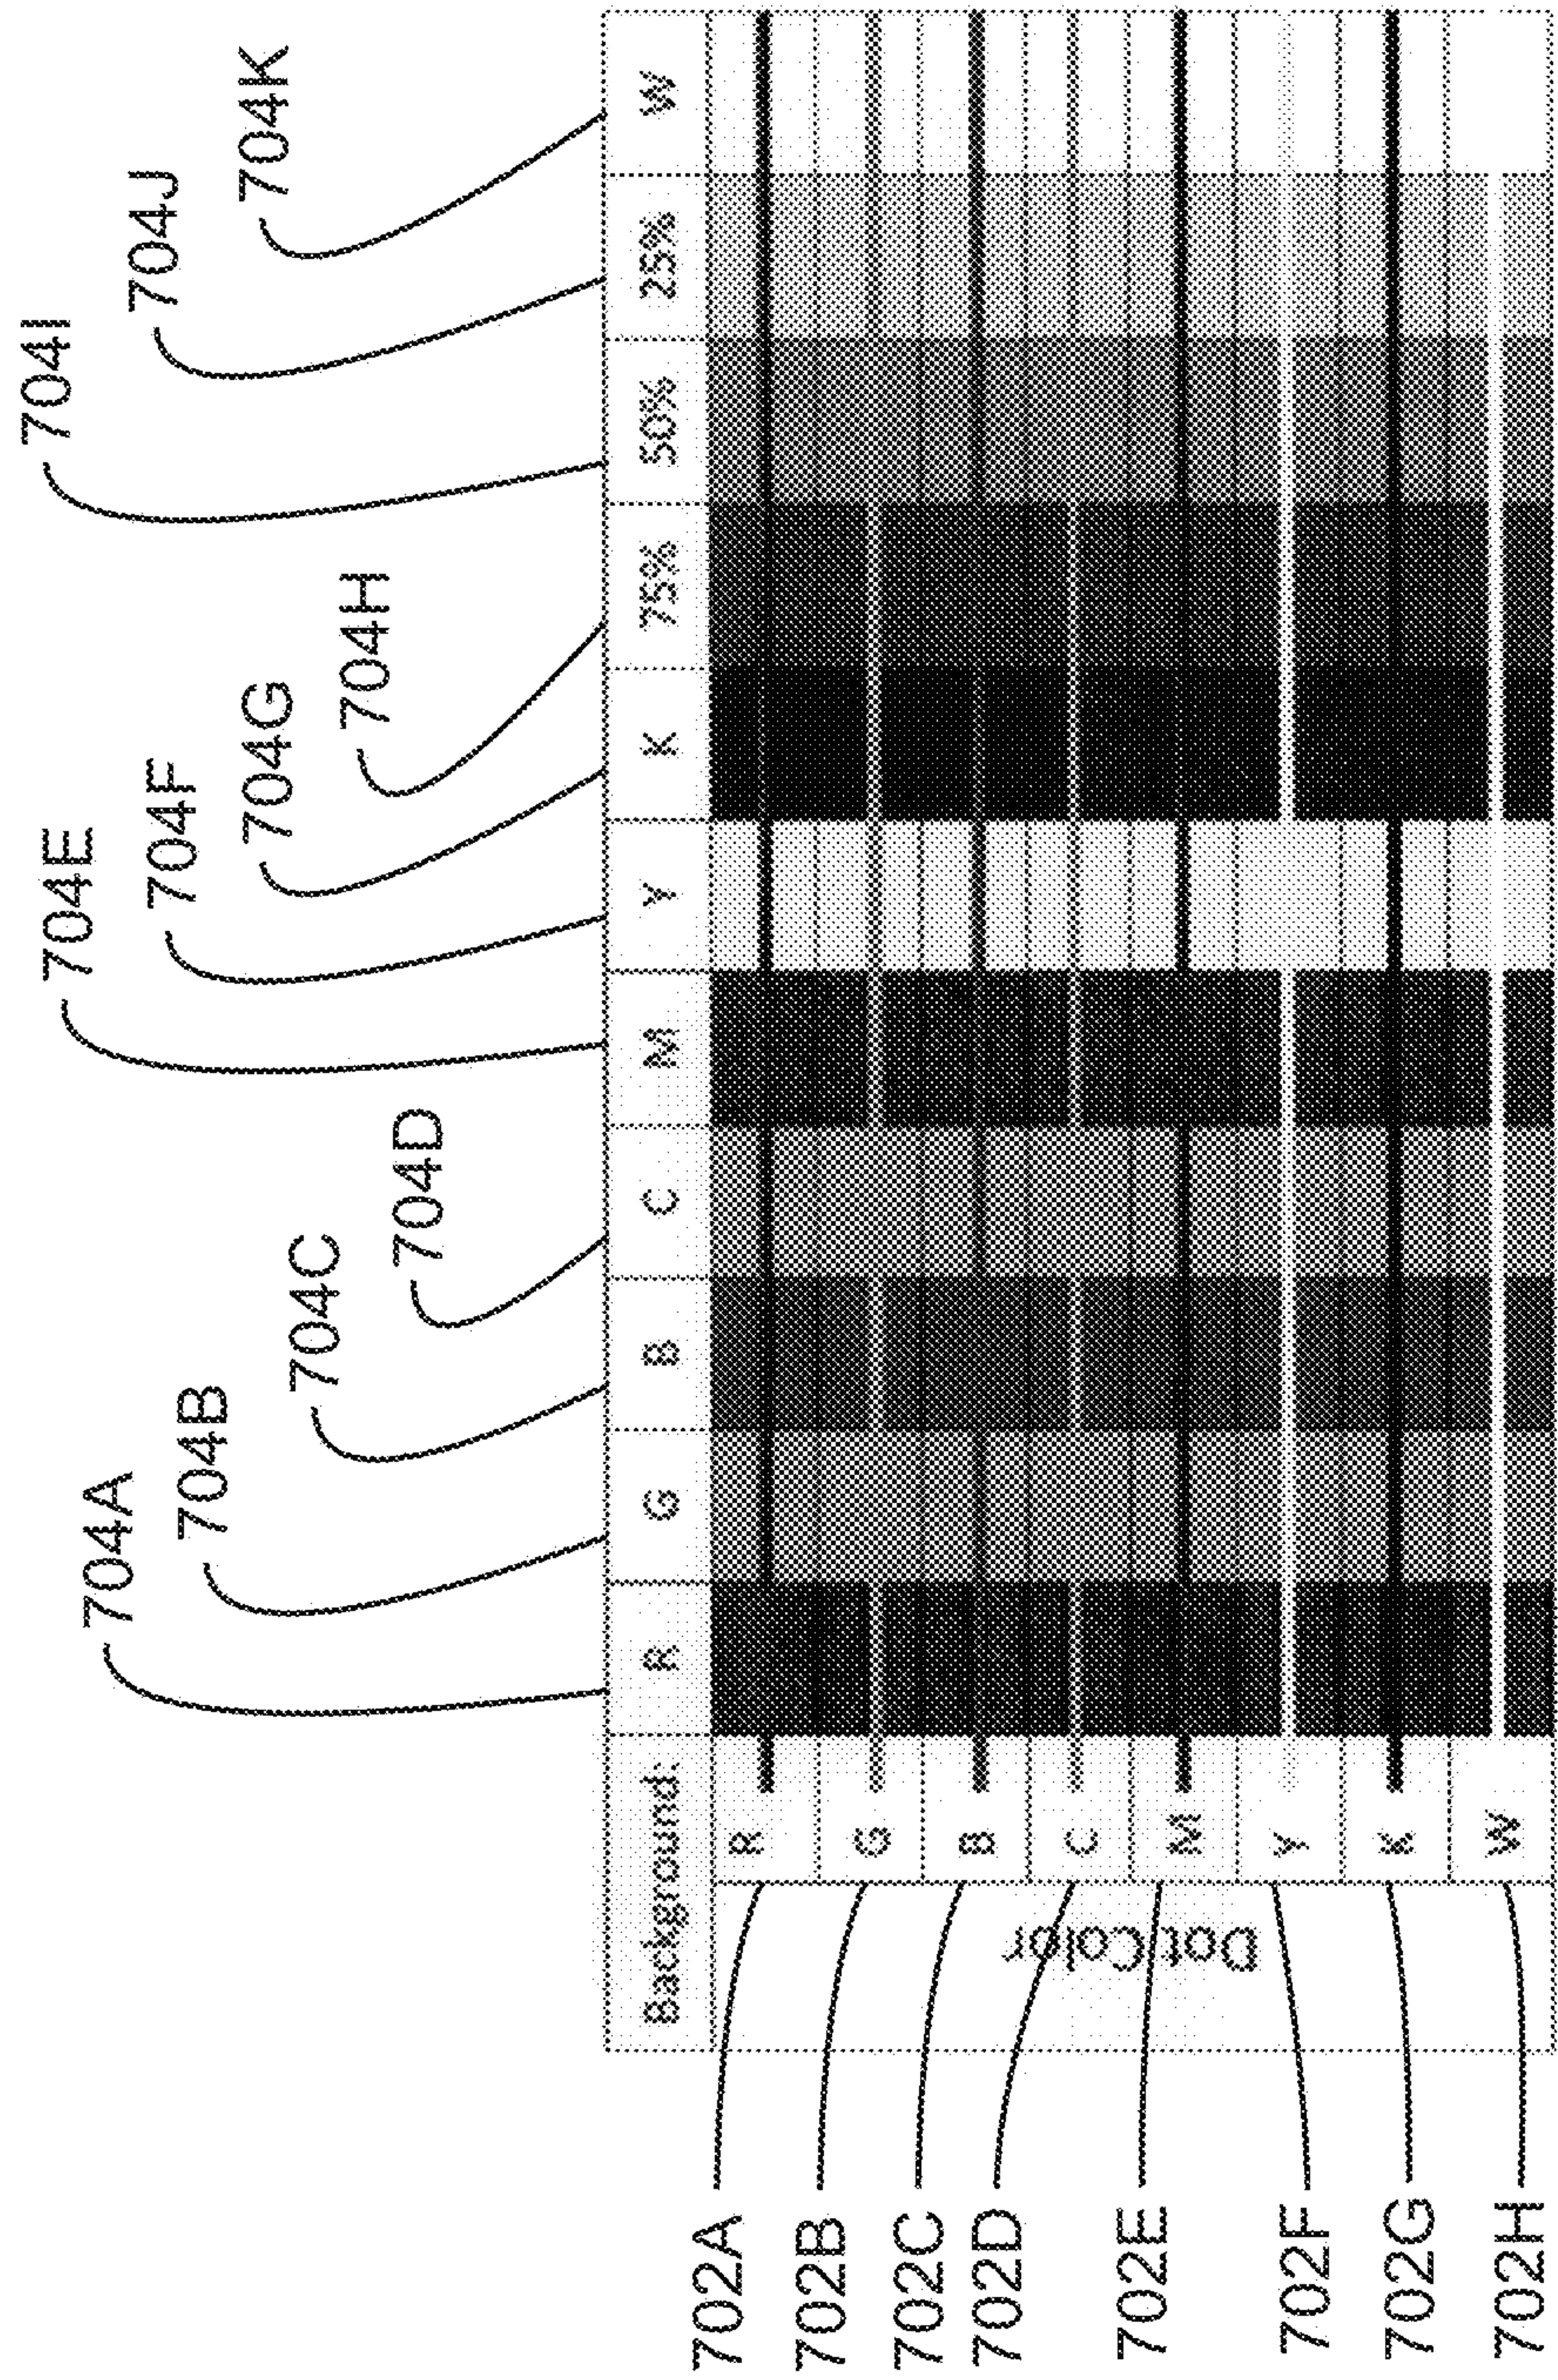 704A
704B
704C
704D
704E
704F
704G
704H
704I
704J
704K
Background: R G B C M Y K 75% 50% 25% W
Dot Color
702A R
702B G
702C B
702D C
702E M
702F Y
702G K
702H W